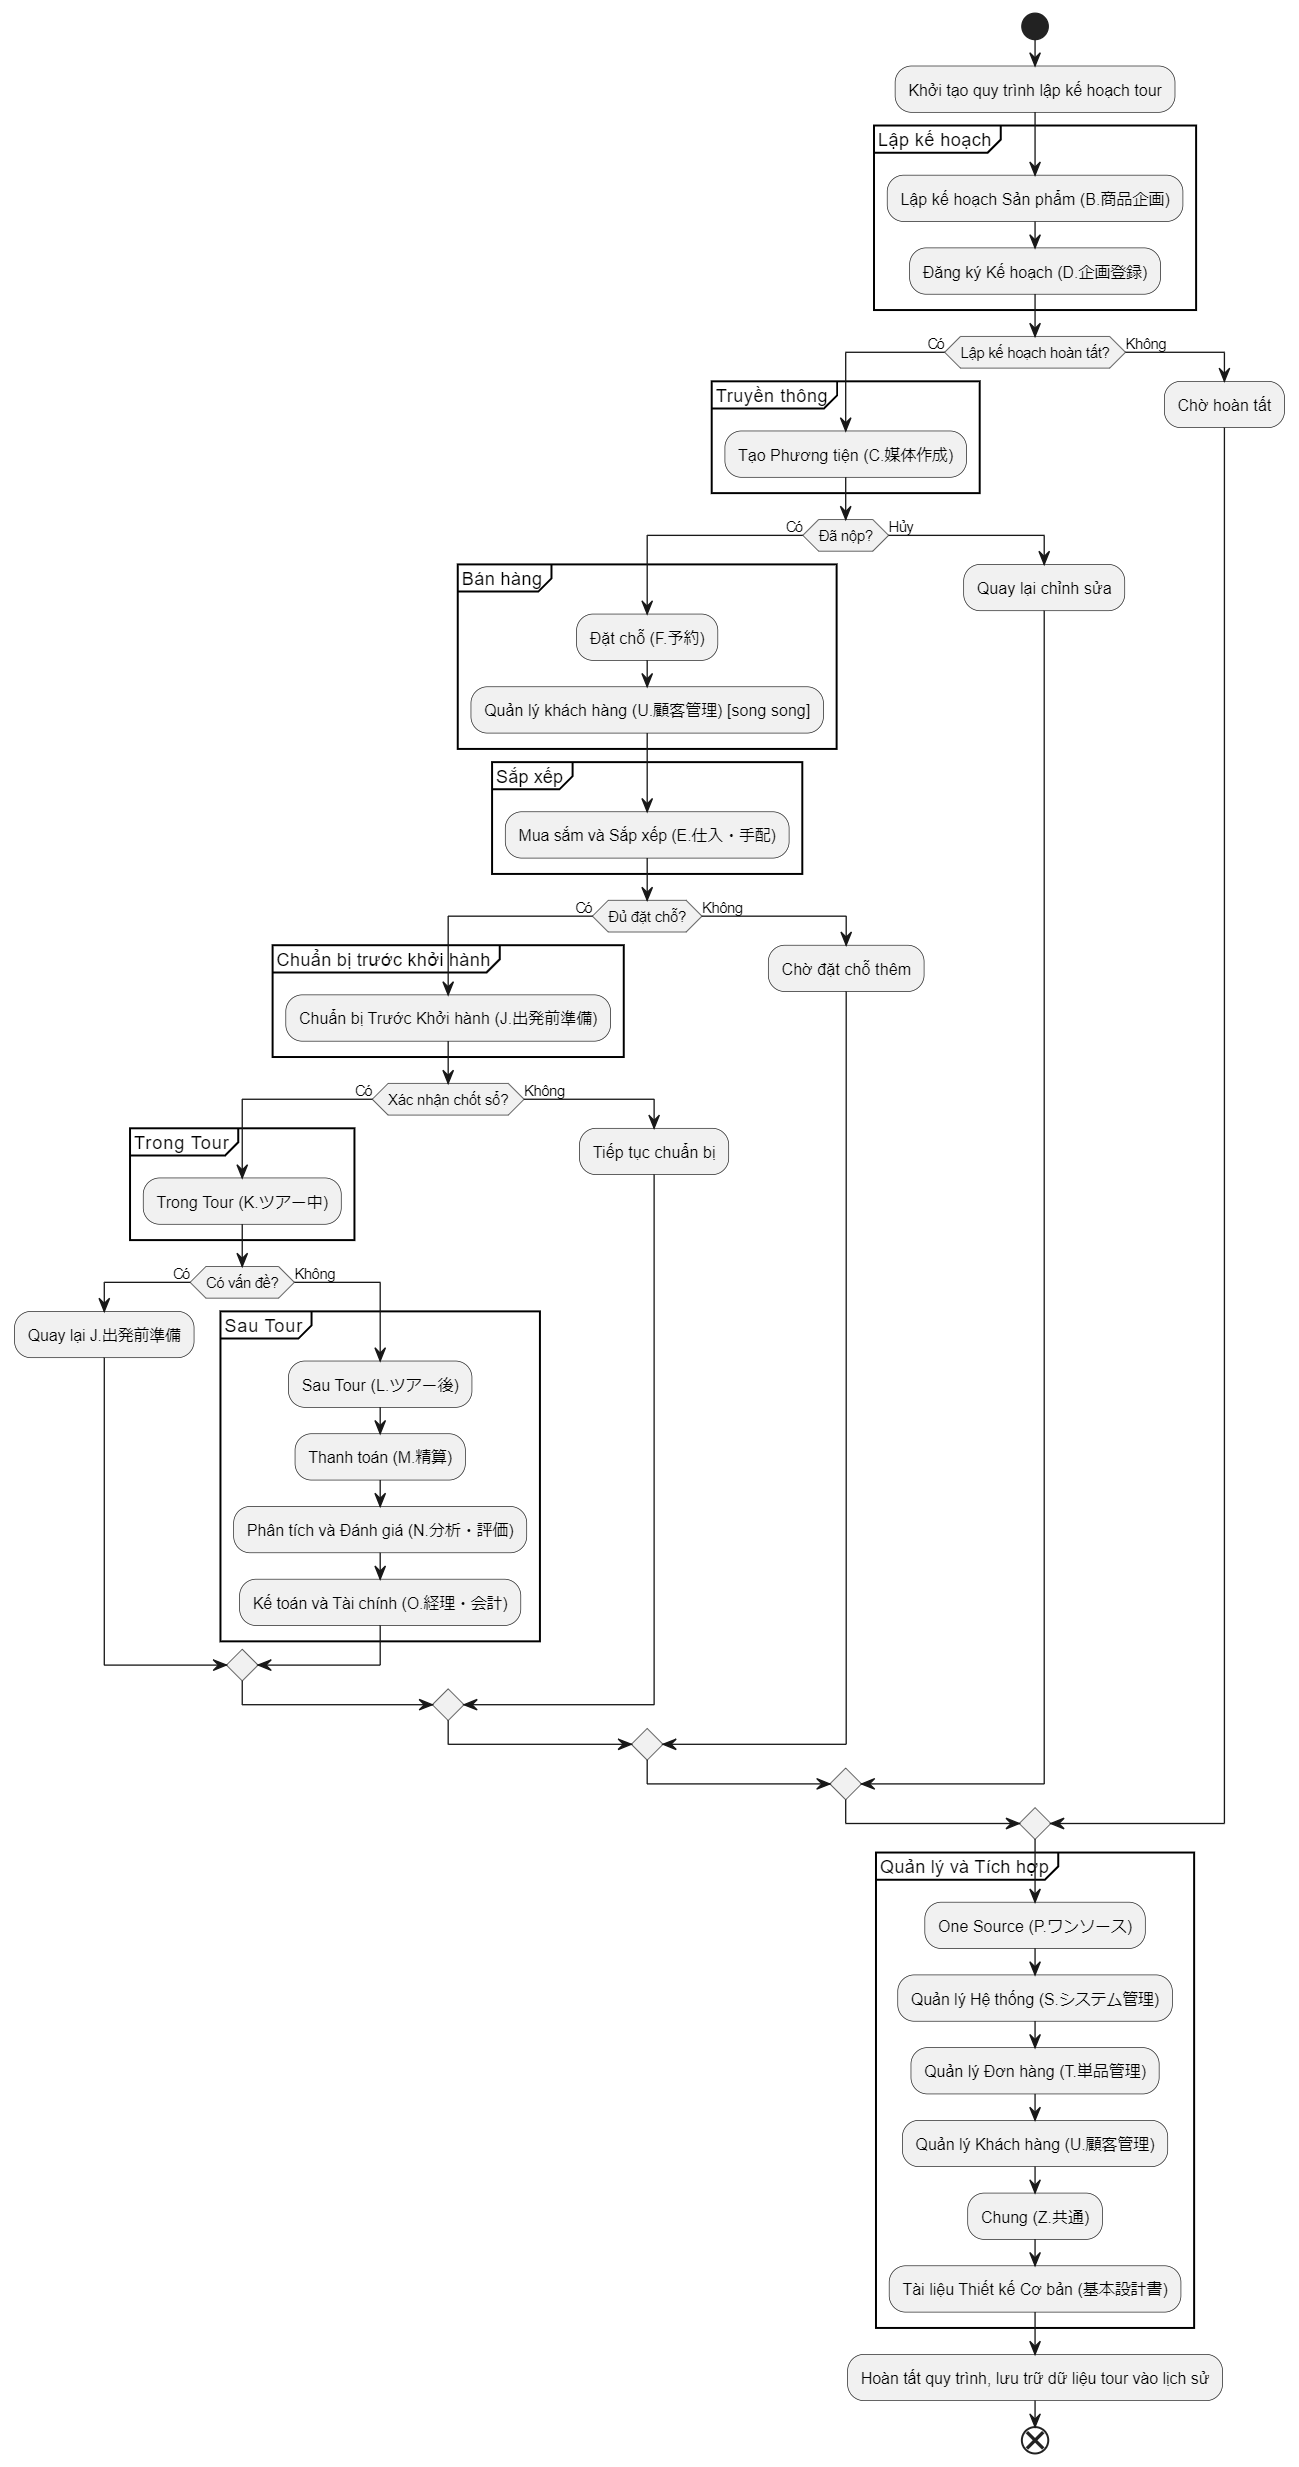 Khởi tạo quy trình lập kế hoạch tour
Lập kế hoạch
Lập kế hoạch Sản phẩm (B.商品企画)
Đăng ký Kế hoạch (D.企画登録)
Có
Lập kế hoạch hoàn tất?
Không
Truyền thông
Chờ hoàn tất
Tạo Phương tiện (C.媒体作成)
Có
Đã nộp?
Hủy
Bán hàng
Quay lại chỉnh sửa
Đặt chỗ (F.予約)
Quản lý khách hàng (U.顧客管理) [song song]
Sắp xếp
Mua sắm và Sắp xếp (E.仕入・手配)
Có
Đủ đặt chỗ?
Không
Chuẩn bị trước khởi hành
Chờ đặt chỗ thêm
Chuẩn bị Trước Khởi hành (J.出発前準備)
Có
Xác nhận chốt sổ?
Không
Trong Tour
Tiếp tục chuẩn bị
Trong Tour (K.ツアー中)
Có
Có vấn đề?
Không
Sau Tour
Quay lại J.出発前準備
Sau Tour (L.ツアー後)
Thanh toán (M.精算)
Phân tích và Đánh giá (N.分析・評価)
Kế toán và Tài chính (O.経理・会計)
Quản lý và Tích hợp
One Source (P.ワンソース)
Quản lý Hệ thống (S.システム管理)
Quản lý Đơn hàng (T.単品管理)
Quản lý Khách hàng (U.顧客管理)
Chung (Z.共通)
Tài liệu Thiết kế Cơ bản (基本設計書)
Hoàn tất quy trình, lưu trữ dữ liệu tour vào lịch sử